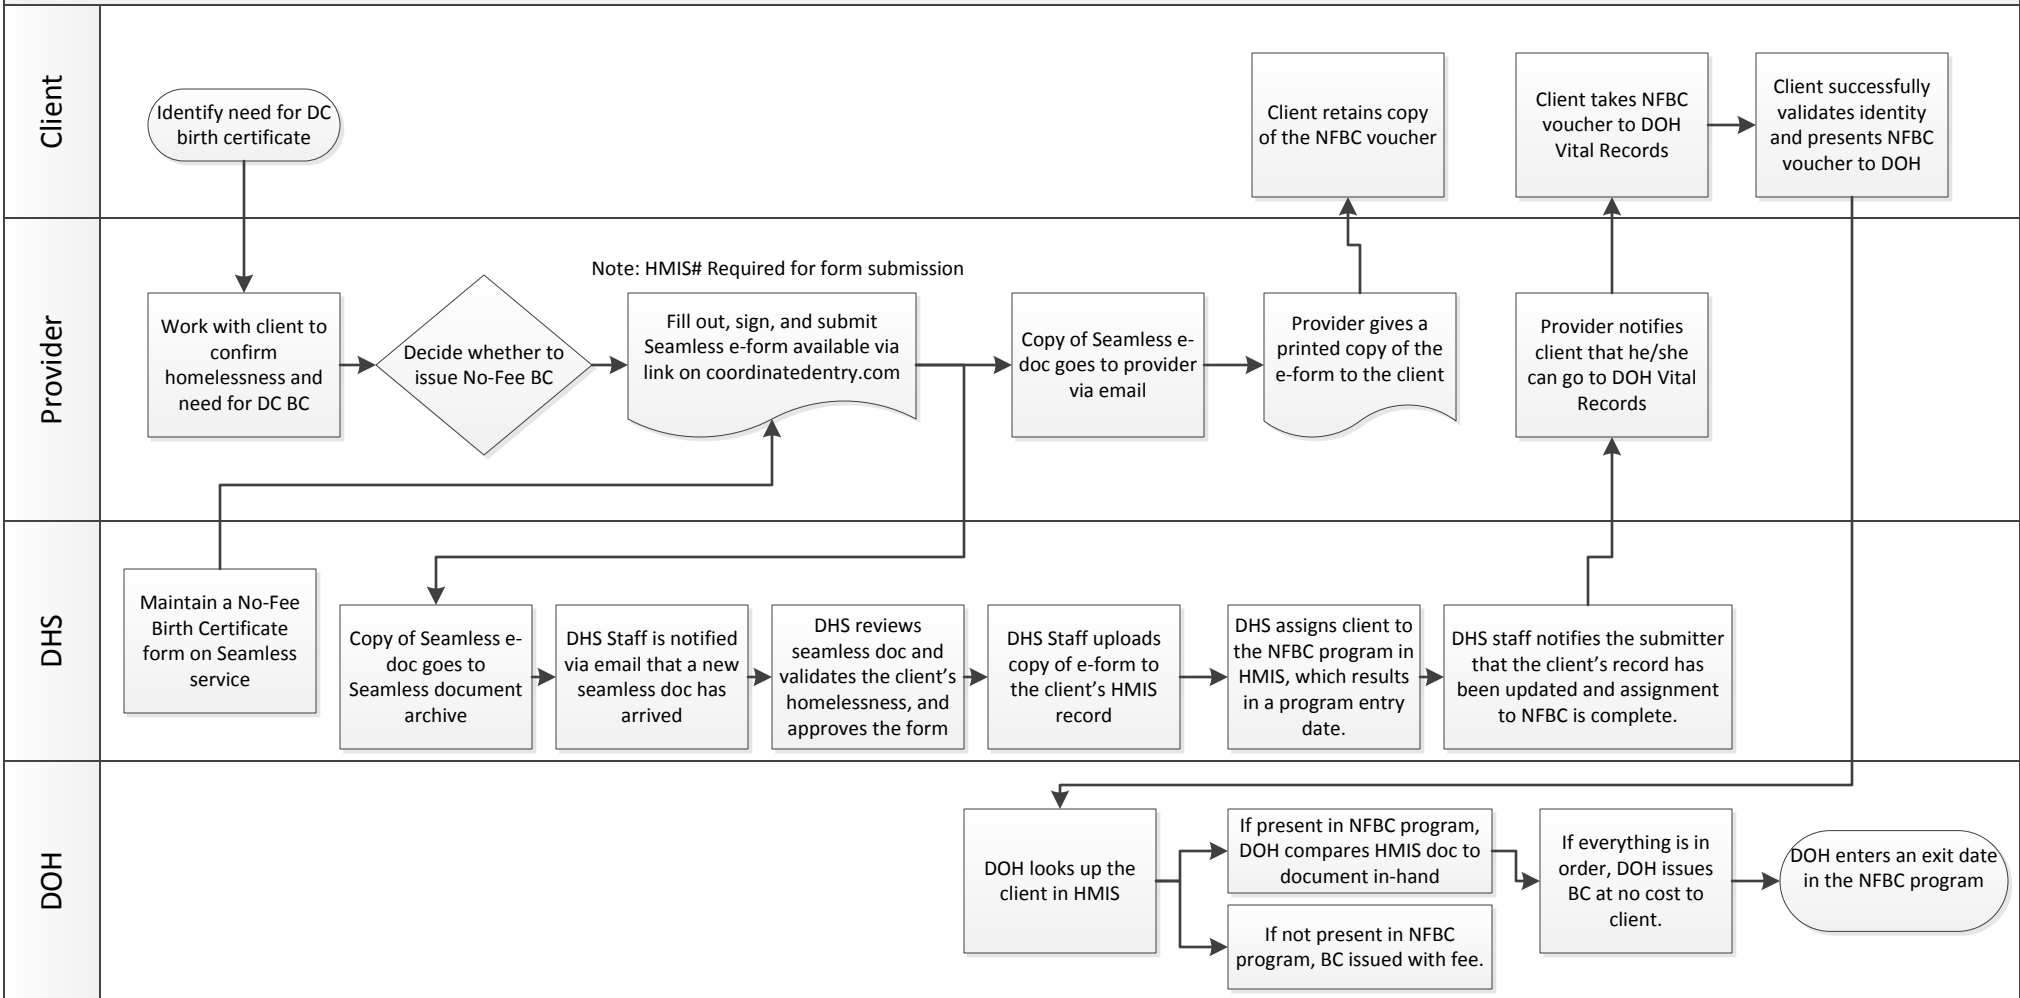 Client
Identify need for DC
birth certificate
Client retains copy
of the NFBC voucher
Client takes NFBC
voucher to DOH
Vital Records
Client successfully
validates identity
and presents NFBC
voucher to DOH
Provider
Note: HMIS# Required for form submission
Work with client to
confirm
homelessness and
need for DC BC
Decide whether to
issue No-Fee BC
Fill out, sign, and submit
Seamless e-form available via
link on coordinatedentry.com
Copy of Seamless e-
doc goes to provider
via email
Provider gives a
printed copy of the
e-form to the client
Provider notifies
client that he/she
can go to DOH Vital
Records
DHS
Maintain a No-Fee
Birth Certificate
form on Seamless
service
Copy of Seamless e-
doc goes to
Seamless document
archive
DHS Staff is notified
via email that a new
seamless doc has
arrived
DHS reviews
seamless doc and
validates the client’s
homelessness, and
approves the form
DHS Staff uploads
copy of e-form to
the client’s HMIS
record
DHS assigns client to
the NFBC program in
HMIS, which results
in a program entry
date.
DHS staff notifies the submitter
that the client’s record has
been updated and assignment
to NFBC is complete.
DOH
DOH looks up the
client in HMIS
If present in NFBC program,
DOH compares HMIS doc to
document in-hand
If not present in NFBC
program, BC issued with fee.
If everything is in
order, DOH issues
BC at no cost to
client.
DOH enters an exit date
in the NFBC program